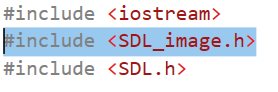 #include <iostream>
#include <SDL_image.h>
#include <SDL.h>